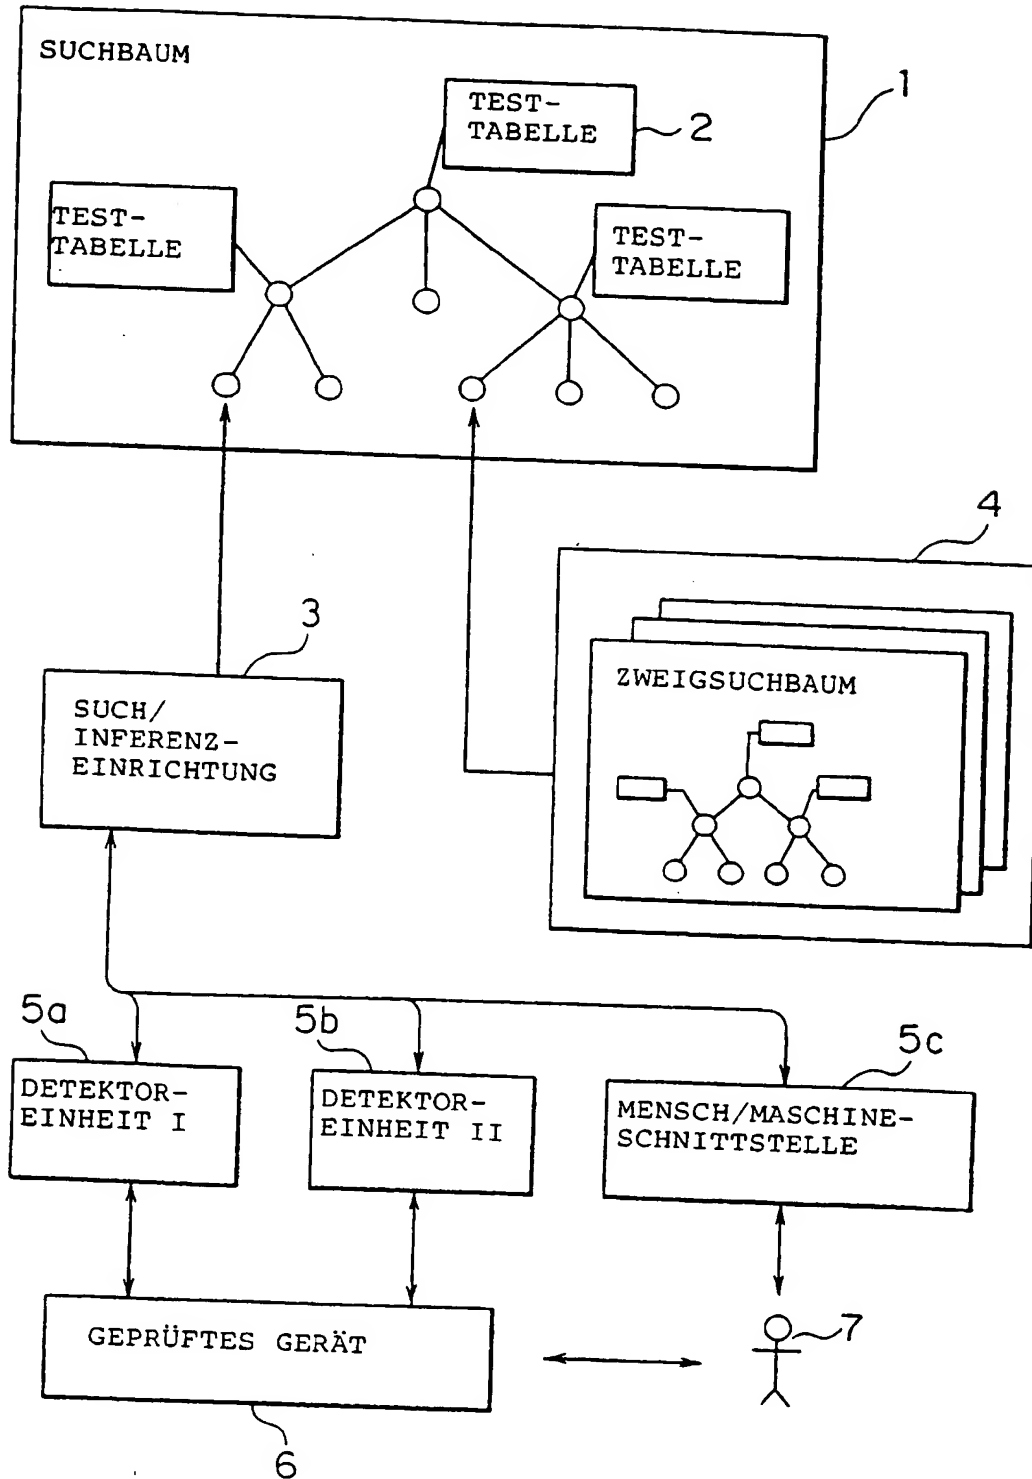 SUCHBAUM
1
TEST-
TABELLE
2
TEST-
TABELLE
TEST-
TABELLE
4
3
SUCH/
INFERENZ-
EINRICHTUNG
ZWEIGSUCHBAUM
5a
5b
5c
DETEKTOR-
EINHEIT I
DETEKTOR-
EINHEIT II
MENSCH/MASCHINE-
SCHNITTSTELLE
GEPRÜFTES GERÄT
7
6